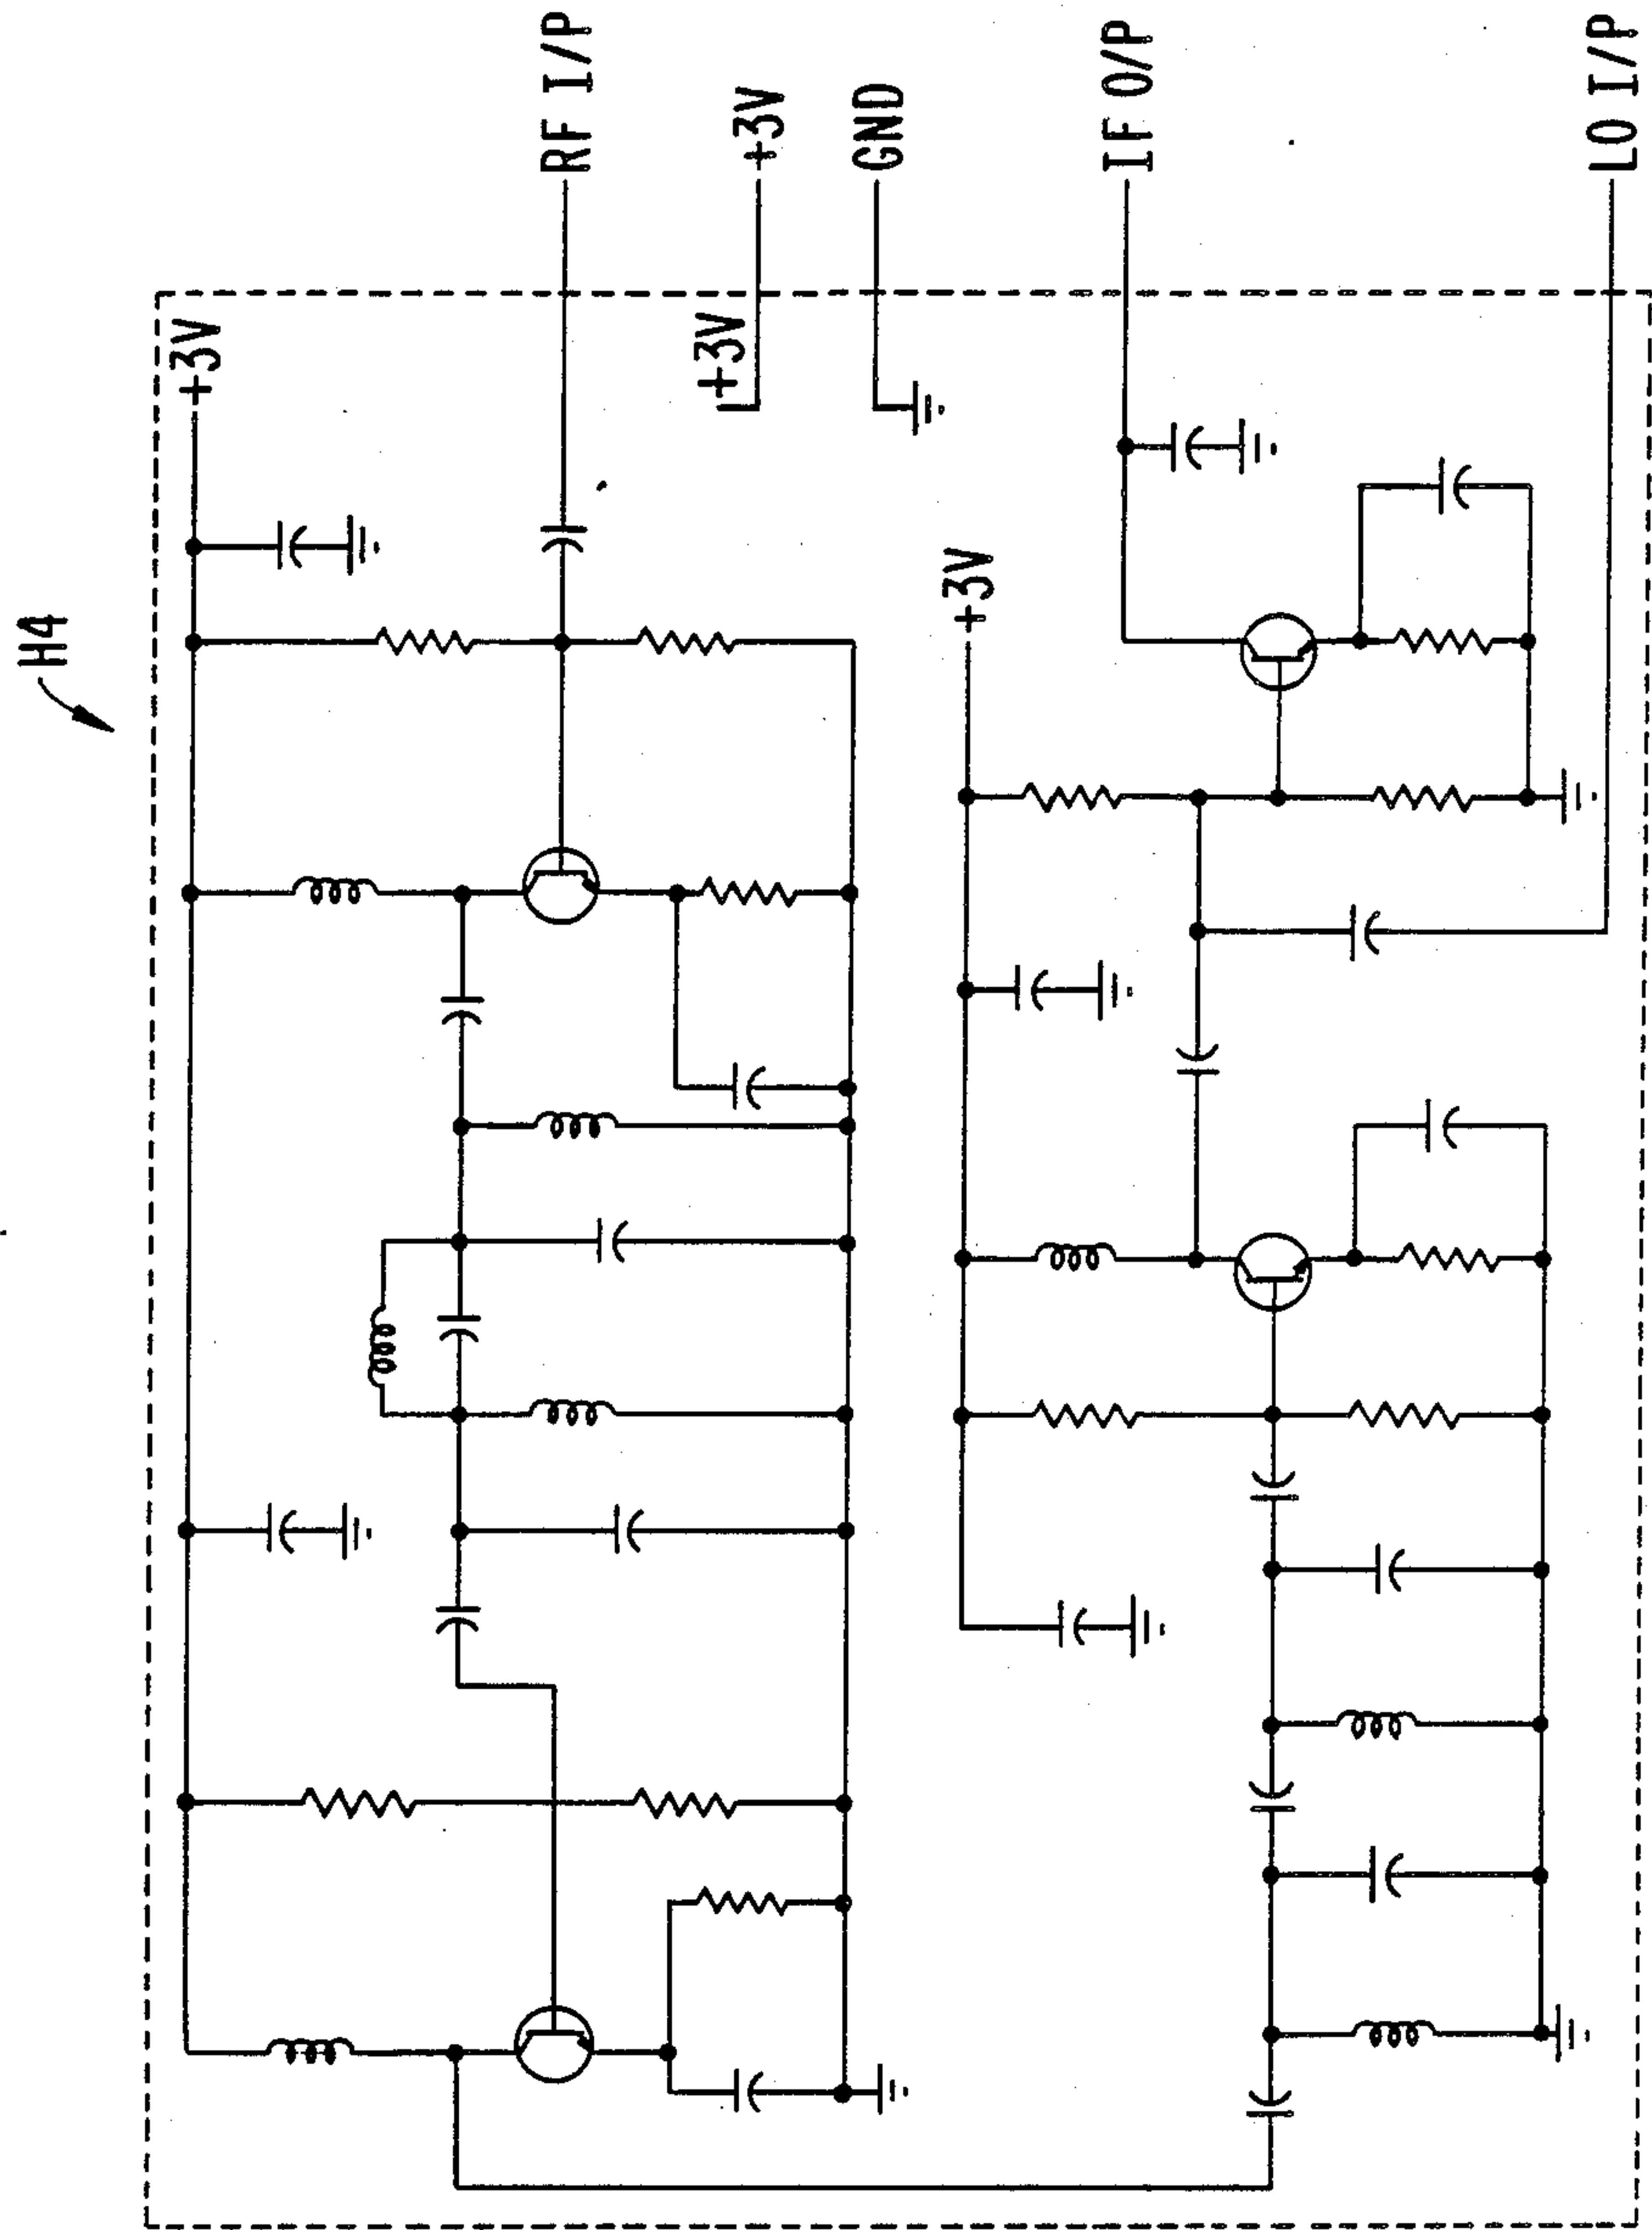 H4
+3V
RF I/P
+3V
+3V
GND
+3V
IF O/P
LO I/P